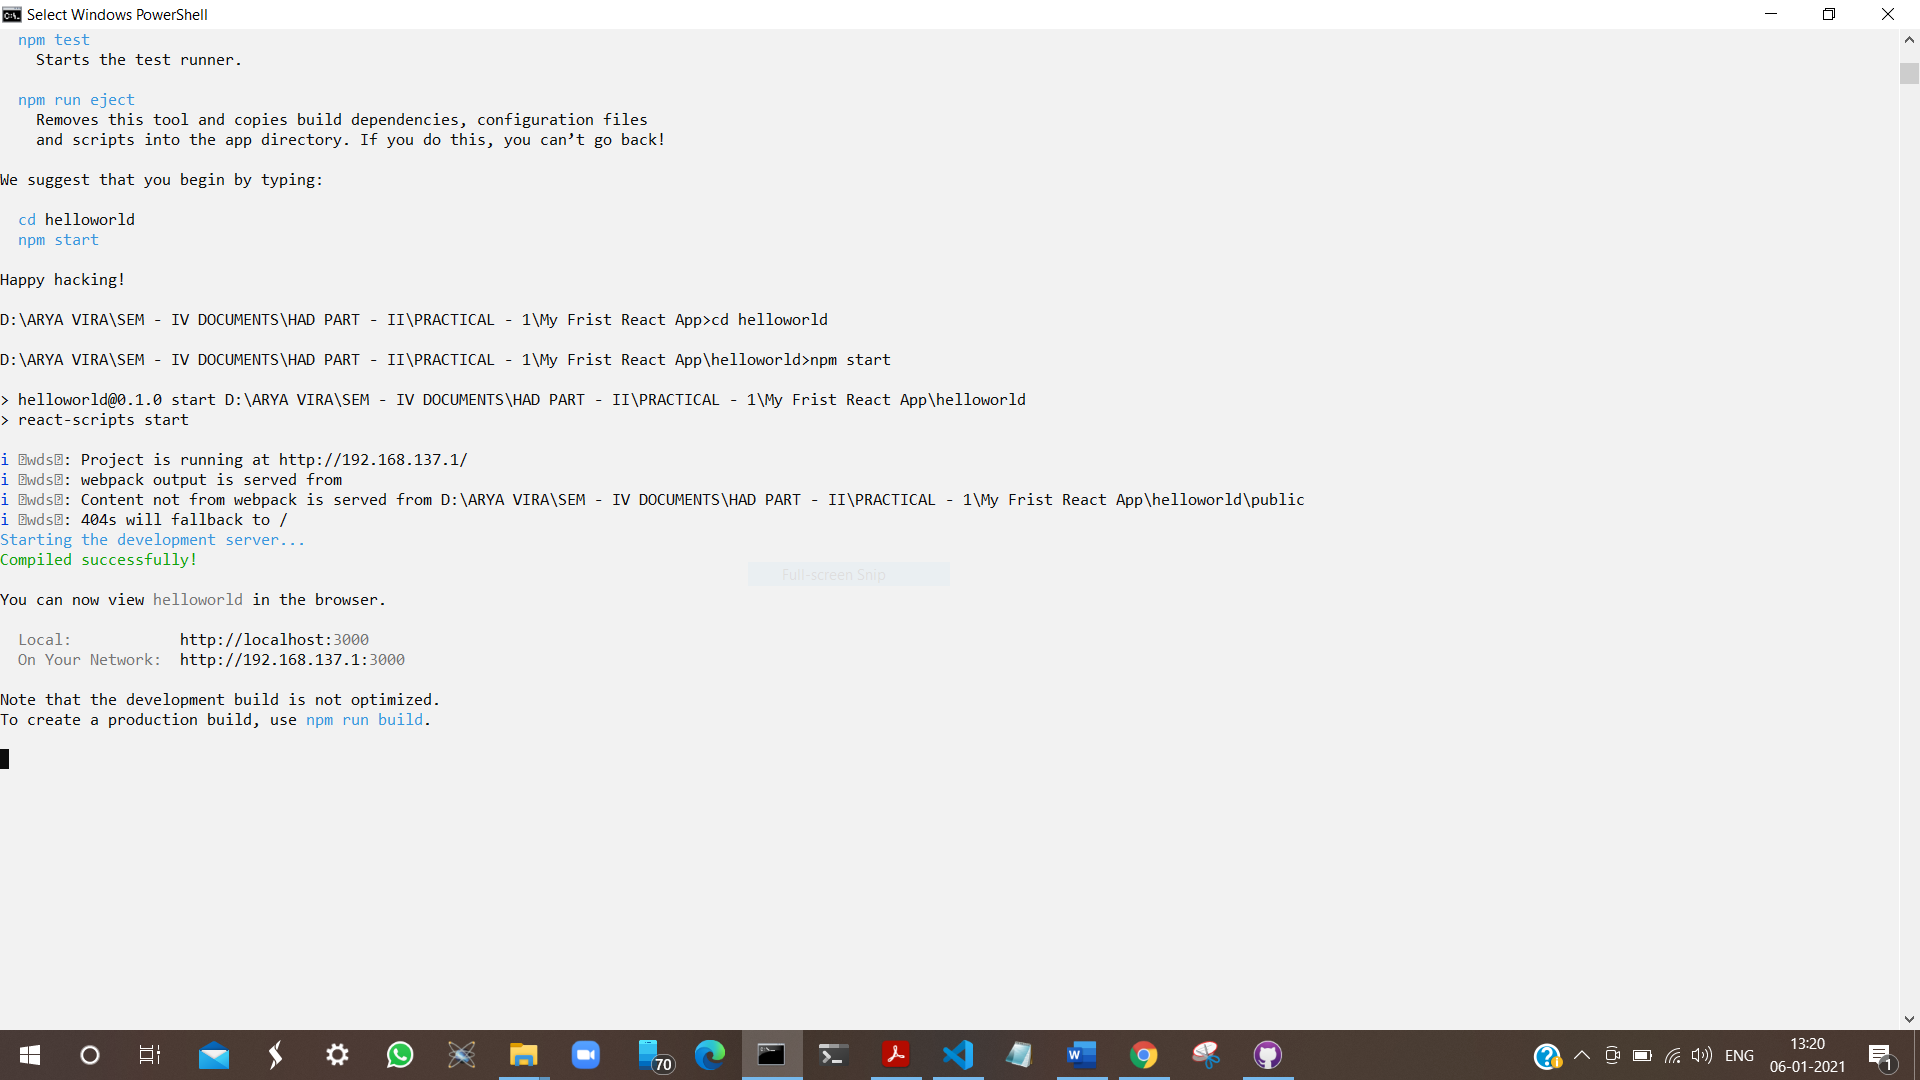 Select Windows PowerShell
npm test
Starts the test runner.
npm run eject
Removes this tool and copies build dependencies, configuration files
and scripts into the app directory. If you do this, you can’t go back!
We suggest that you begin by typing:
cd helloworld
npm start
Happy hacking!
D:\ARYA VIRA\SEM - IV DOCUMENTS\HAD PART - II\PRACTICAL - 1\My Frist React App>cd helloworld
D:\ARYA VIRA\SEM - IV DOCUMENTS\HAD PART - II\PRACTICAL - 1\My Frist React App\helloworld>npm start
> helloworld@0.1.0 start D:\ARYA VIRA\SEM - IV DOCUMENTS\HAD PART - II\PRACTICAL - 1\My Frist React App\helloworld
> react-scripts start
i ⍰wds⍰: Project is running at http://192.168.137.1/
i ⍰wds⍰: webpack output is served from
i ⍰wds⍰: Content not from webpack is served from D:\ARYA VIRA\SEM - IV DOCUMENTS\HAD PART - II\PRACTICAL - 1\My Frist React App\helloworld\public
i ⍰wds⍰: 404s will fallback to /
Starting the development server...
Compiled successfully!
Full-screen Snip
You can now view helloworld in the browser.
Local: http://localhost:3000
On Your Network: http://192.168.137.1:3000
Note that the development build is not optimized.
To create a production build, use npm run build.
70
ENG
13:20
06-01-2021
1